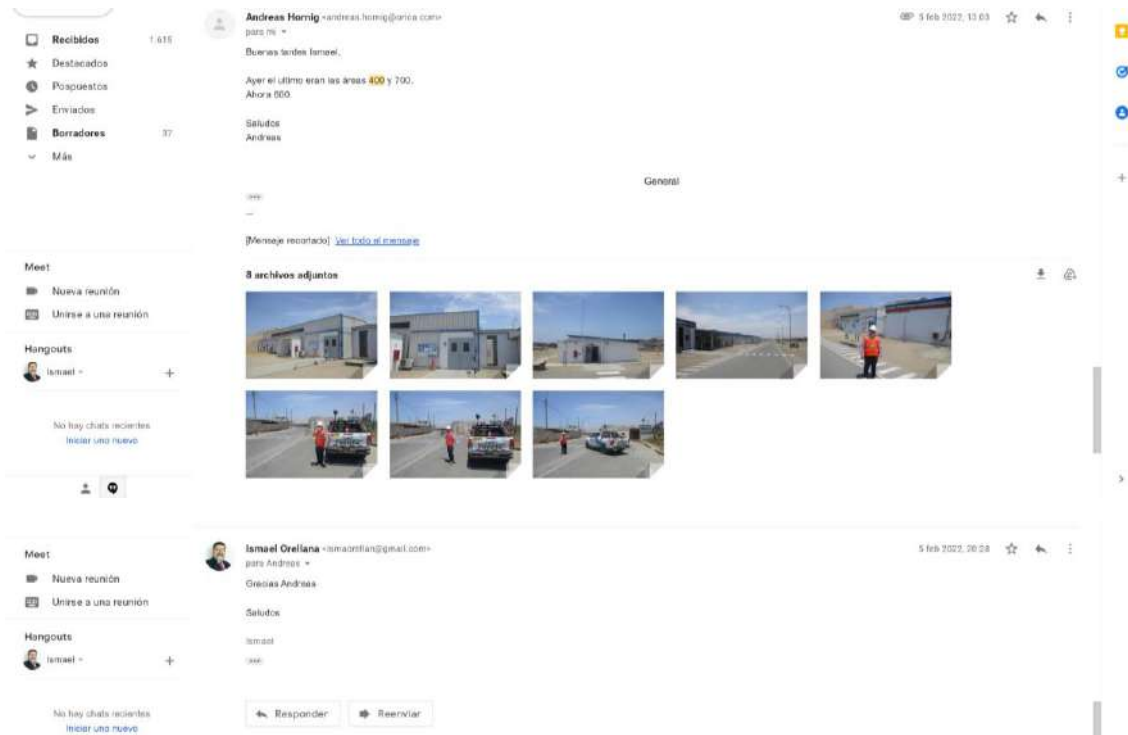 Recibidos 1.615
Destacados
Pospuestos
Enviados
Borradores 37
Más
Andreas Hornig <andreas.hornig@orica.com>
para mí
5 feb 2022, 13:03
Buenas tardes Ismael.
Ayer el ultimo eran las áreas 400 y 700.
Ahora
Saludos
Andreas
General
[Mensaje recortado] Ver todo el mensaje
8 archivos adjuntos
Meet
Nueva reunión
Unirse a una reunión
Hangouts
Ismael
No hay chats recientes
Iniciar uno nuevo
Meet
Nueva reunión
Unirse a una reunión
Hangouts
Ismael
No hay chats recientes
Iniciar uno nuevo
Ismael Orellana
para Andreas
5 feb 2022, 20:28
Gracias Andreas
Saludos
Ismael
Responder
Reenviar